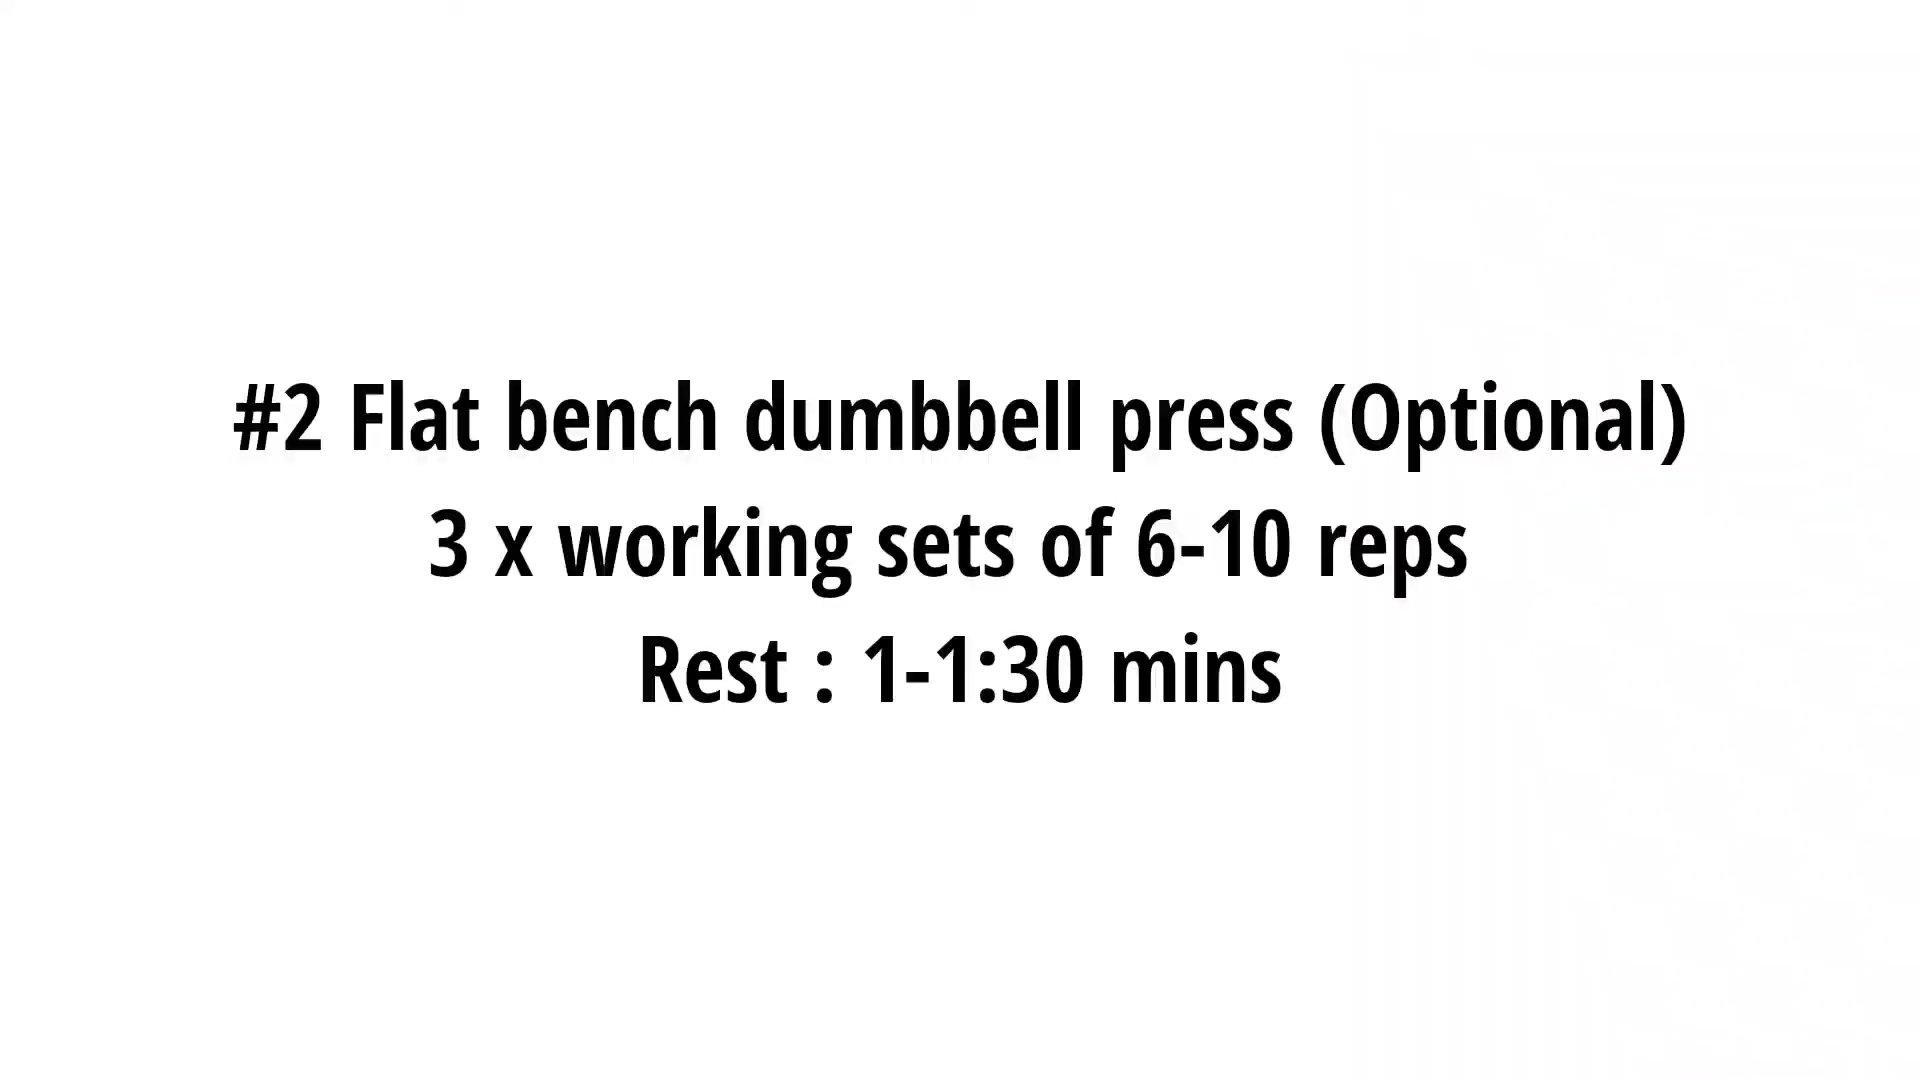 #2 Flat bench dumbbell press (Optional)
3 x working sets of 6-10 reps
Rest : 1-1:30 mins